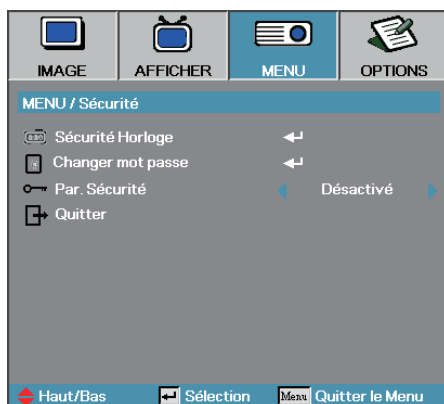 IMAGE AFFICHER MENU OPTIONS
MENU / Sécurité
Sécurité Horloge
Changer mot passe
Par. Sécurité Désactivé
Quitter
Haut/Bas Sélection Menu Quitter le Menu